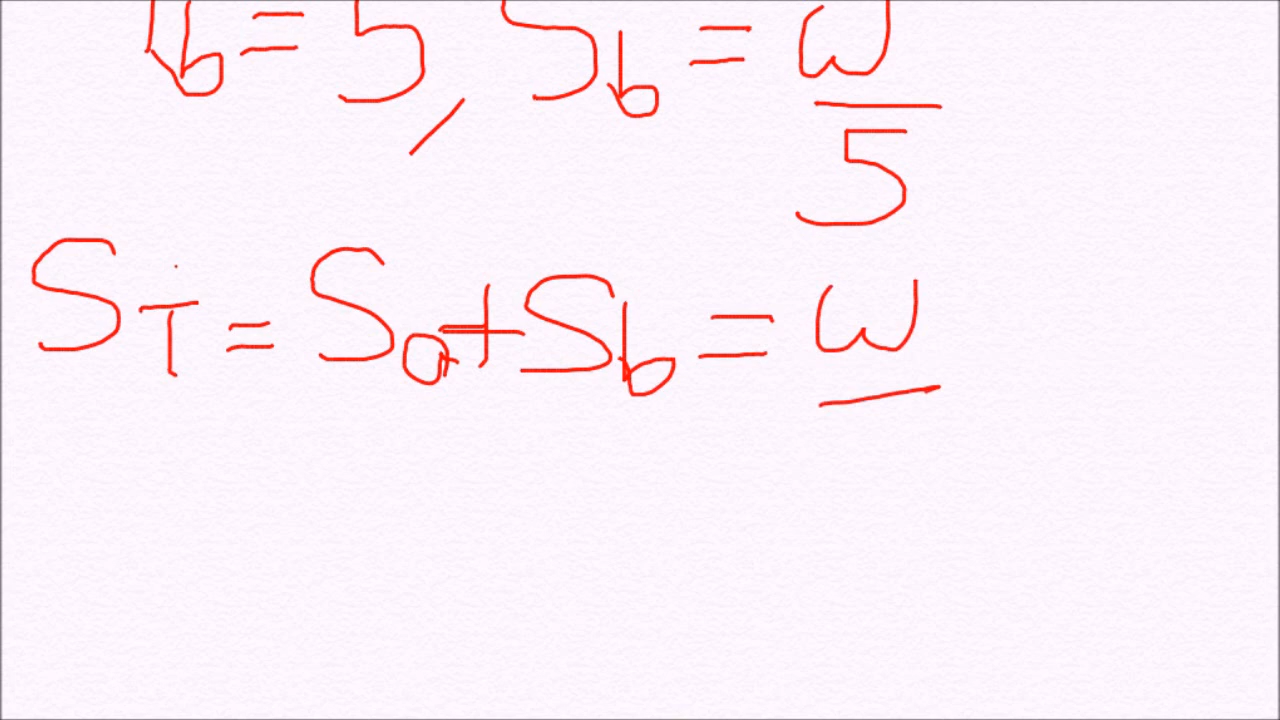 b = 5, S_b = w/5
S_T = S_a + S_b = w